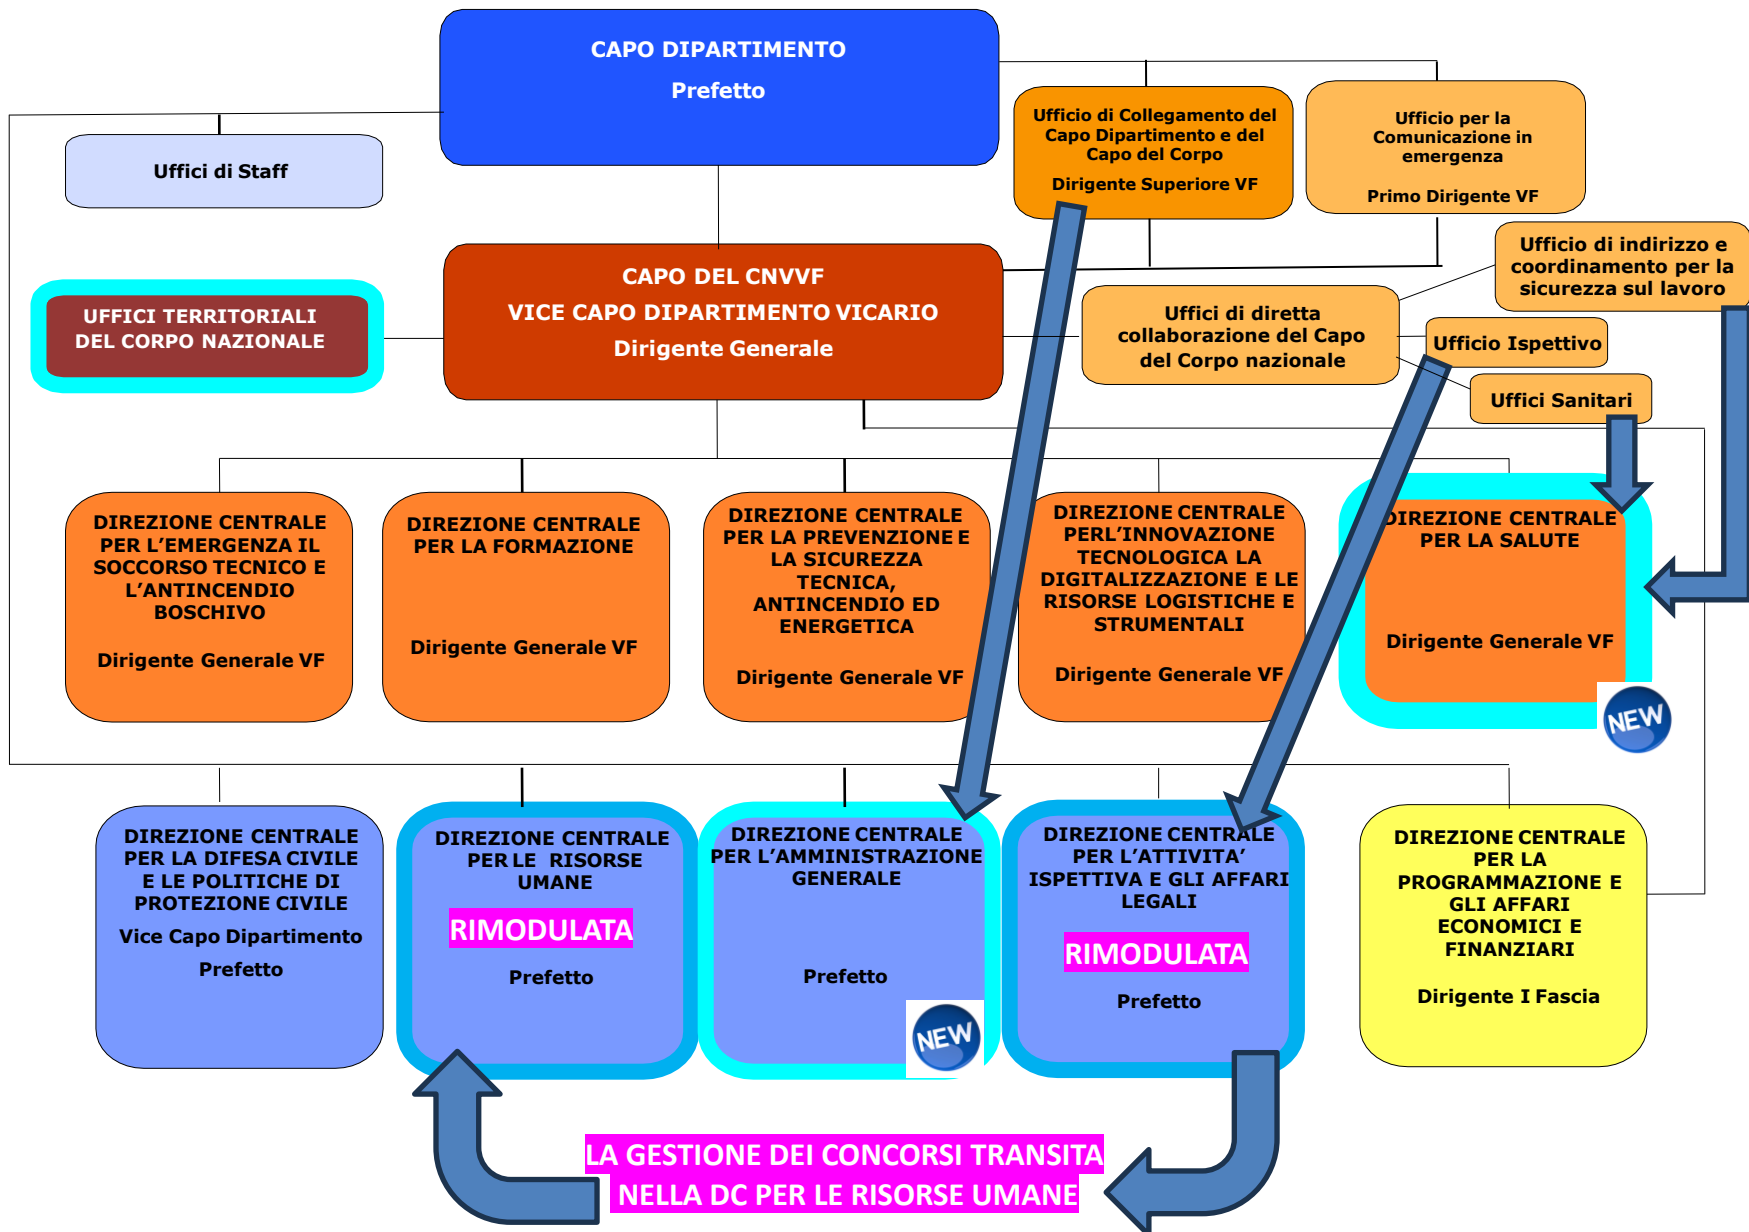 CAPO DIPARTIMENTO
Prefetto
Ufficio di Collegamento del
Capo Dipartimento e del
Capo del Corpo
Dirigente Superiore VF
Ufficio per la
Comunicazione in
emergenza
Primo Dirigente VF
Uffici di Staff
CAPO DEL CNVVF
VICE CAPO DIPARTIMENTO VICARIO
Dirigente Generale
UFFICI TERRITORIALI
DEL CORPO NAZIONALE
Uffici di diretta
collaborazione del Capo
del Corpo nazionale
Ufficio di indirizzo e
coordinamento per la
sicurezza sul lavoro
Ufficio Ispettivo
Uffici Sanitari
DIREZIONE CENTRALE
PER L’EMERGENZA IL
SOCCORSO TECNICO E
L’ANTINCENDIO
BOSCHIVO
Dirigente Generale VF
DIREZIONE CENTRALE
PER LA FORMAZIONE
Dirigente Generale VF
DIREZIONE CENTRALE
PER LA PREVENZIONE E
LA SICUREZZA
TECNICA,
ANTINCENDIO ED
ENERGETICA
Dirigente Generale VF
DIREZIONE CENTRALE
PERL’INNOVAZIONE
TECNOLOGICA LA
DIGITALIZZAZIONE E LE
RISORSE LOGISTICHE E
STRUMENTALI
Dirigente Generale VF
DIREZIONE CENTRALE
PER LA SALUTE
Dirigente Generale VF
NEW
DIREZIONE CENTRALE
PER LA DIFESA CIVILE
E LE POLITICHE DI
PROTEZIONE CIVILE
Vice Capo Dipartimento
Prefetto
DIREZIONE CENTRALE
PER LE RISORSE
UMANE
RIMODULATA
Prefetto
DIREZIONE CENTRALE
PER L’AMMINISTRAZIONE
GENERALE
Prefetto
NEW
DIREZIONE CENTRALE
PER L’ATTIVITA’
ISPETTIVA E GLI AFFARI
LEGALI
RIMODULATA
Prefetto
DIREZIONE CENTRALE
PER LA
PROGRAMMAZIONE E
GLI AFFARI
ECONOMICI E
FINANZIARI
Dirigente I Fascia
LA GESTIONE DEI CONCORSI TRANSITA
NELLA DC PER LE RISORSE UMANE